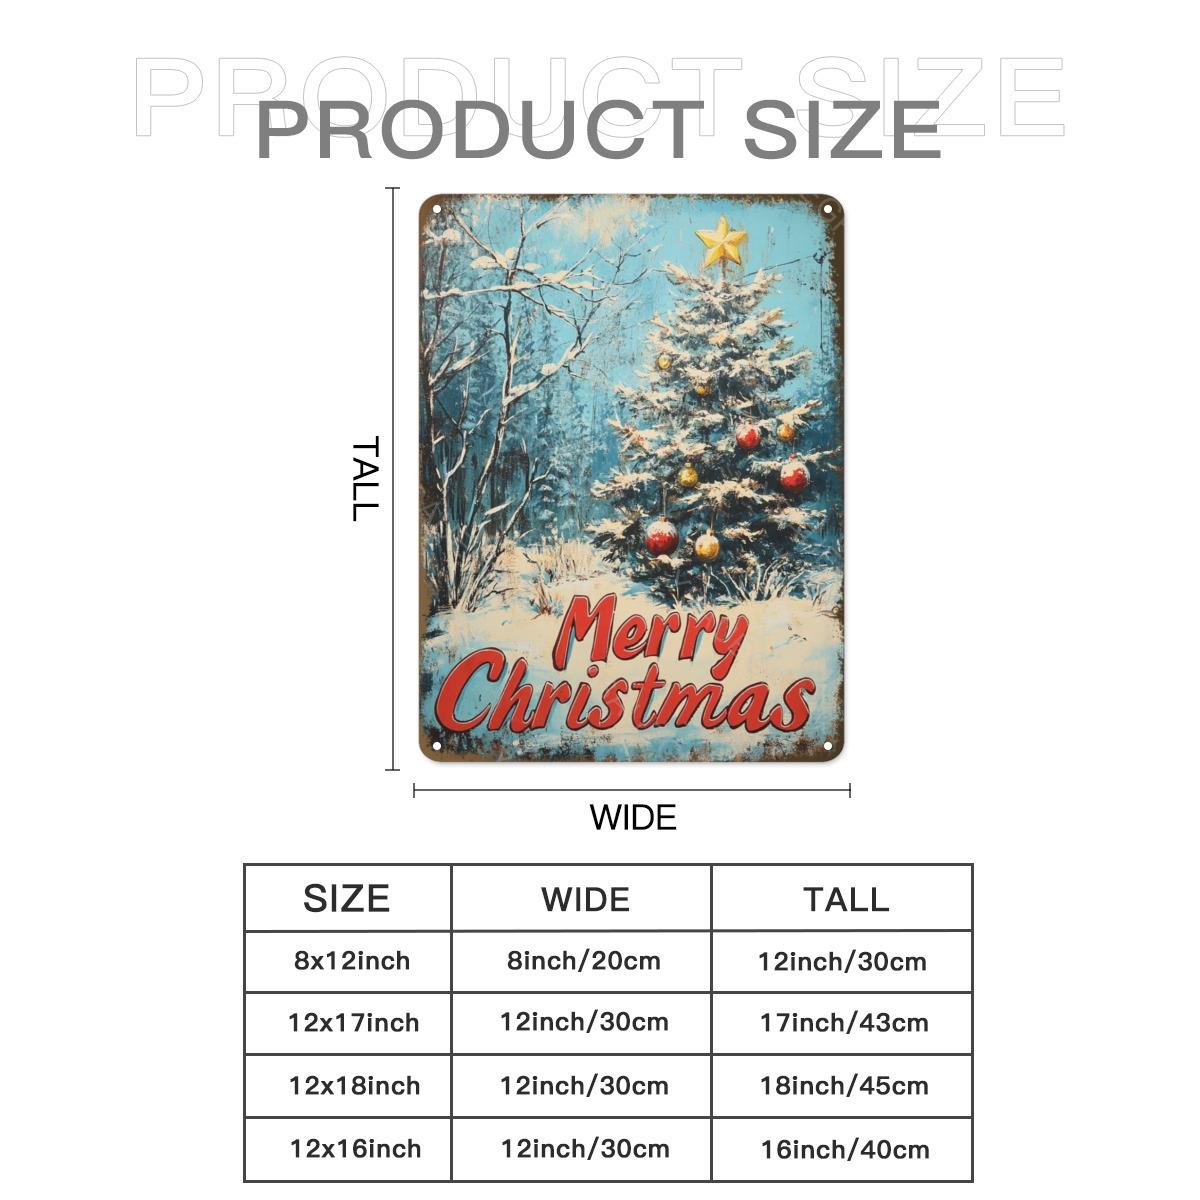 PRODUCT SIZE
PRODUCT SIZE
TALL
Merry
Christmas
WIDE
SIZE WIDE TALL
8x12inch 8inch/20cm 12inch/30cm
12x17inch 12inch/30cm 17inch/43cm
12x18inch 12inch/30cm 18inch/45cm
12x16inch 12inch/30cm 16inch/40cm